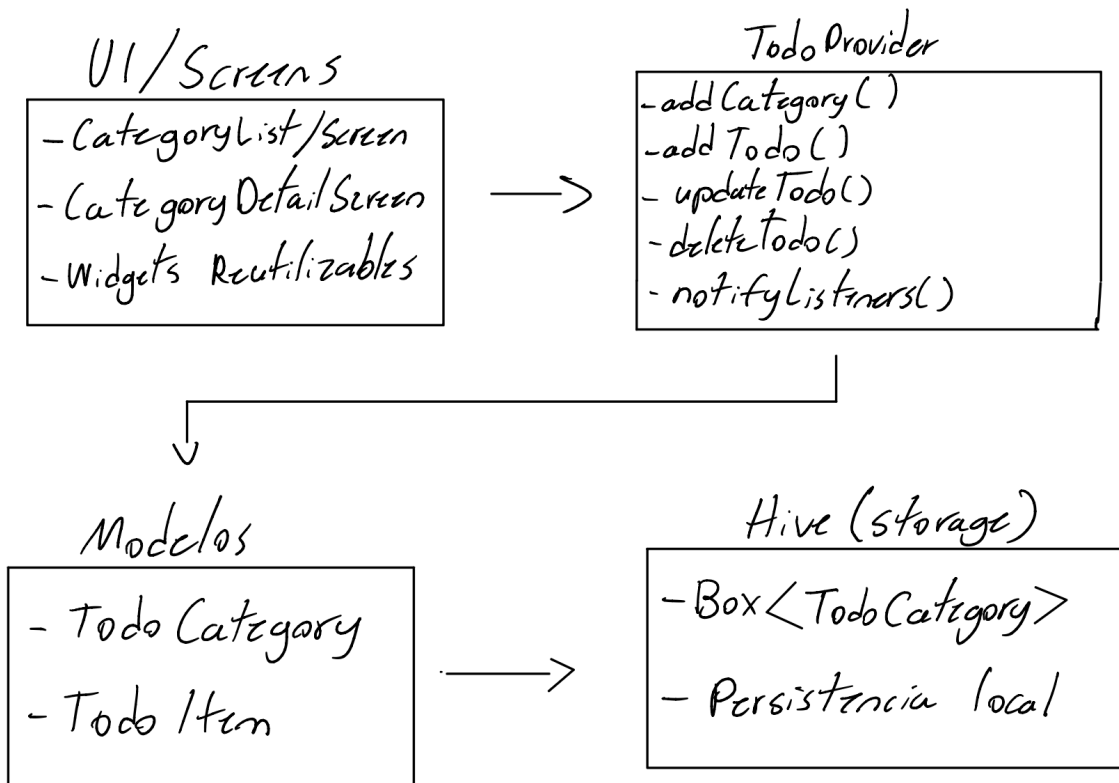 UI/Screens
- CategoryList/Screen
- CategoryDetailScreen
- Widgets Reutilizables
TodoProvider
- addCategory()
- addTodo()
- updateTodo()
- deleteTodo()
- notifyListeners()
Modelos
- TodoCategory
- TodoItem
Hive (storage)
- Box<TodoCategory>
- Persistencia local